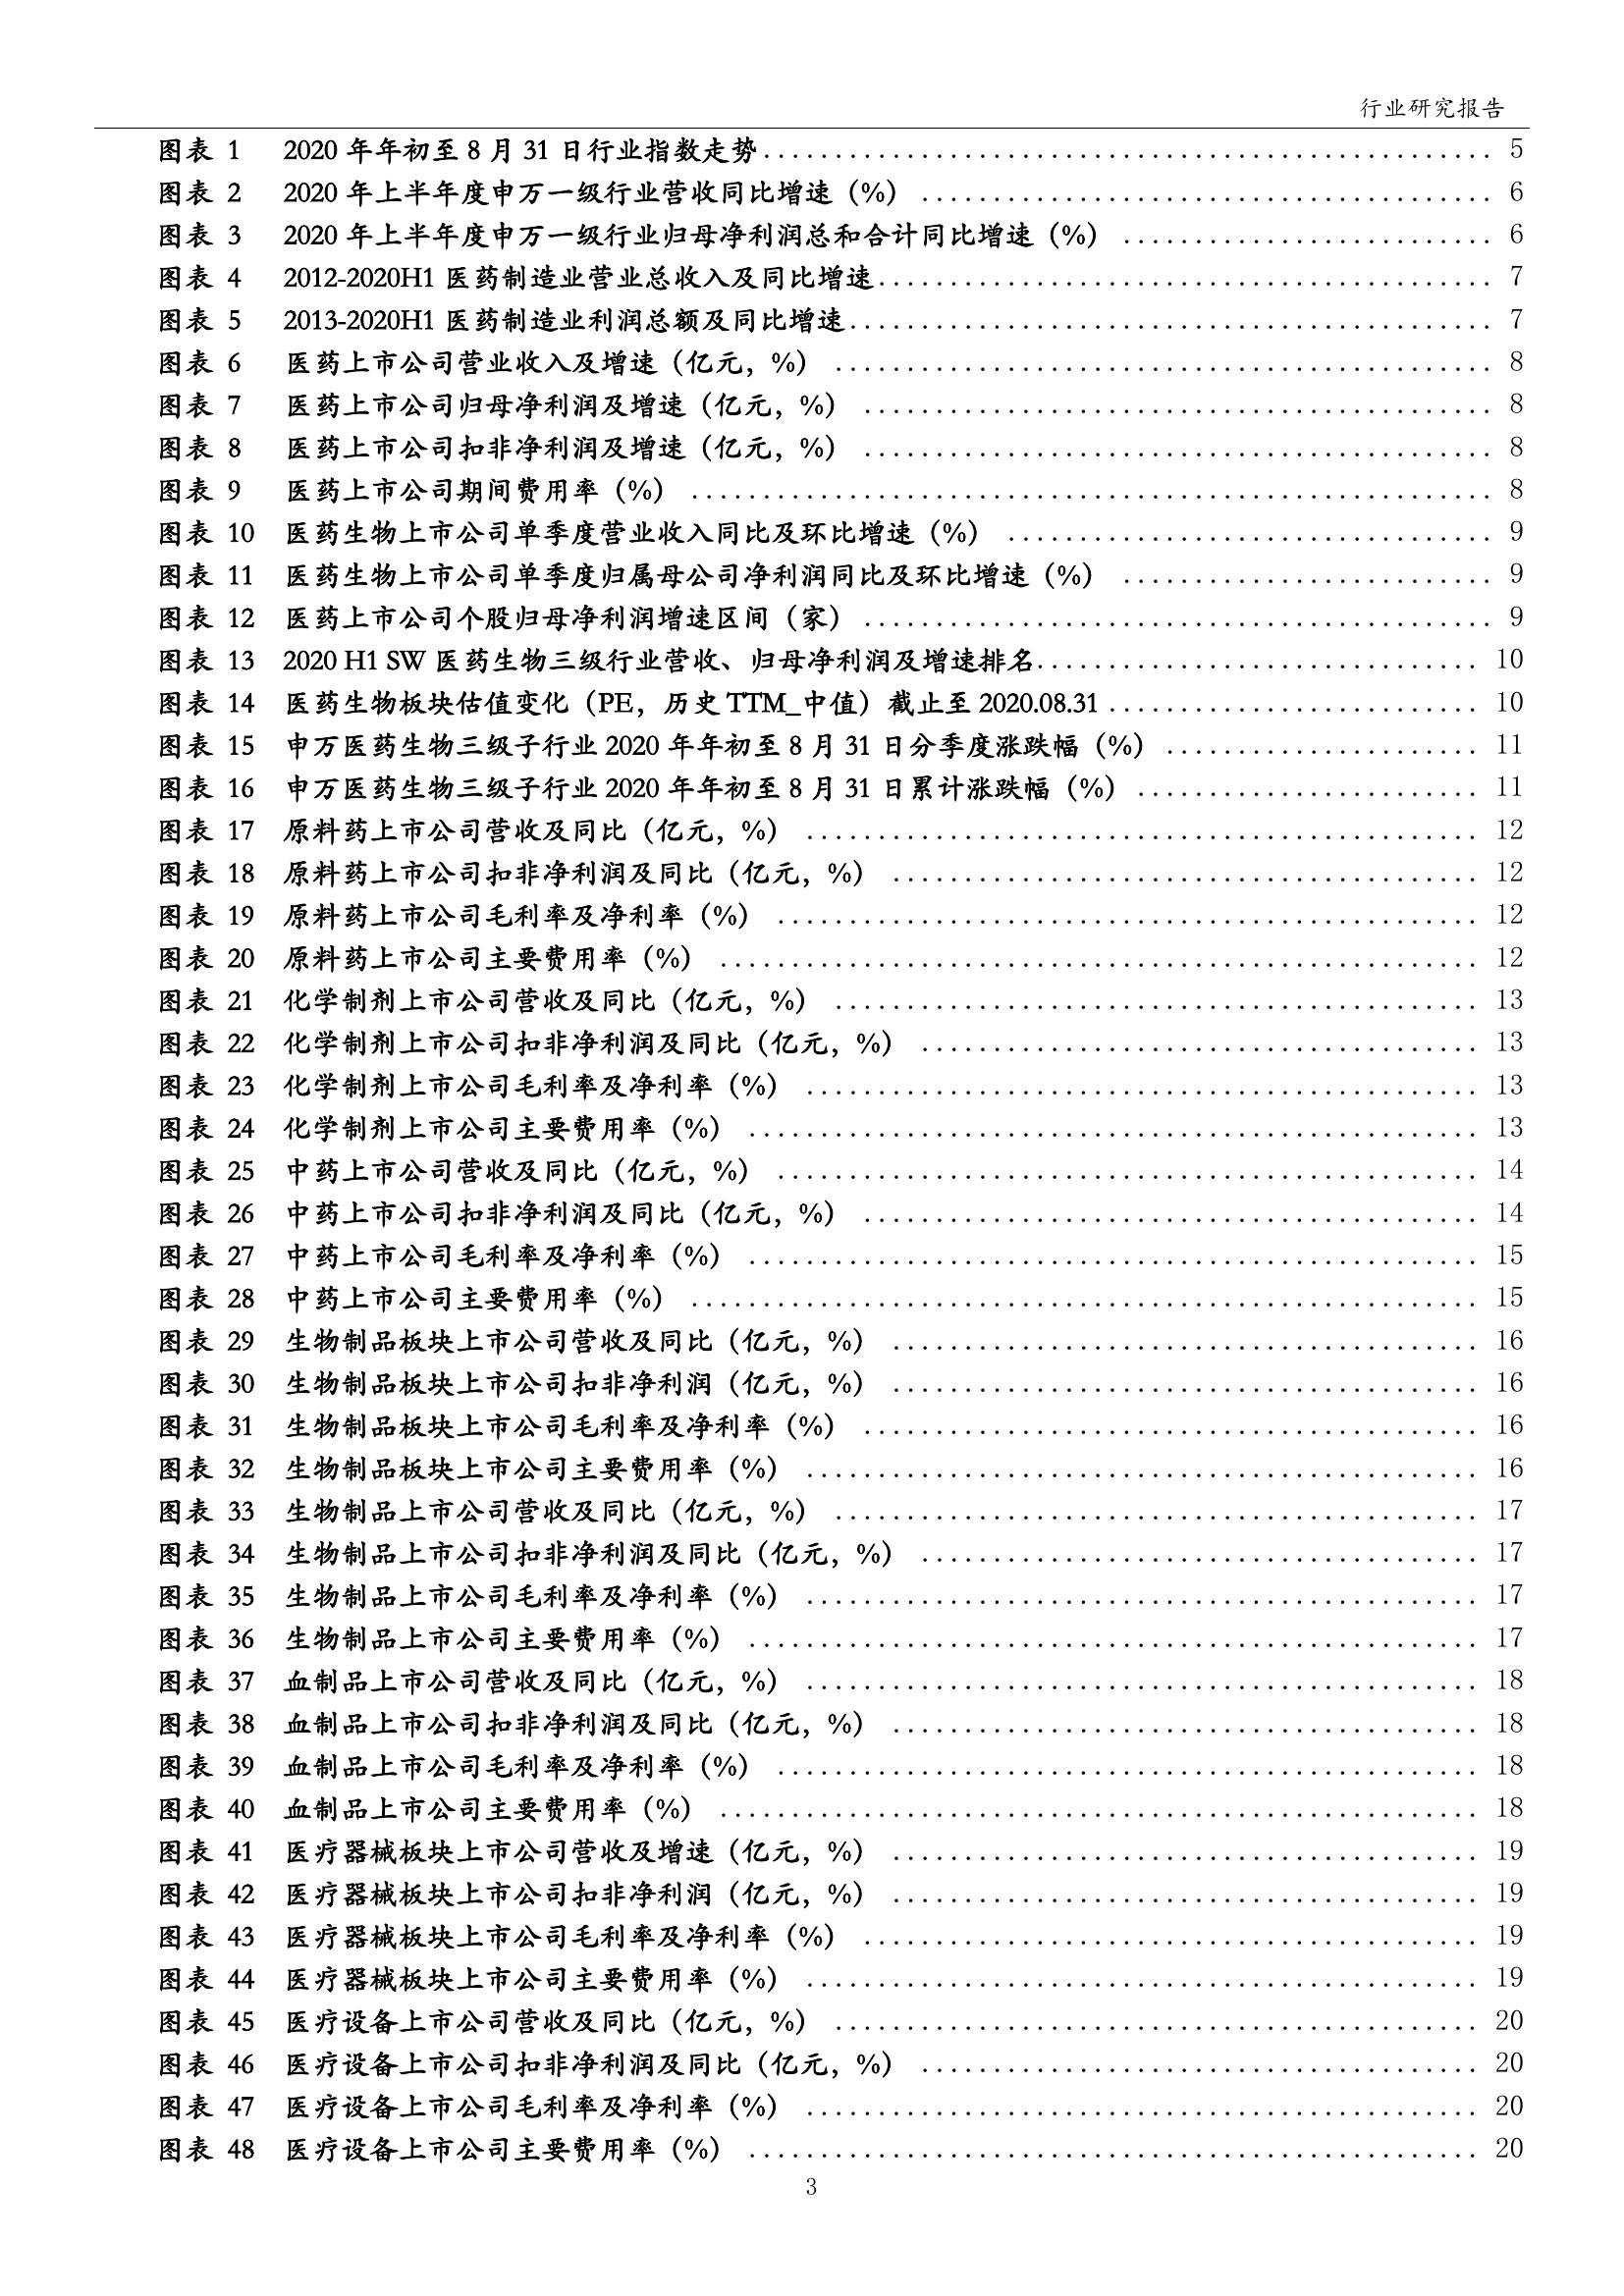 行业研究报告
图表 1 2020 年年初至 8 月 31 日行业指数走势 5
图表 2 2020 年上半年度申万一级行业营收同比增速（%） 6
图表 3 2020 年上半年度申万一级行业归母净利润总和合计同比增速（%） 6
图表 4 2012-2020H1 医药制造业营业总收入及同比增速 7
图表 5 2013-2020H1 医药制造业利润总额及同比增速 7
图表 6 医药上市公司营业收入及增速（亿元，%） 8
图表 7 医药上市公司归母净利润及增速（亿元，%） 8
图表 8 医药上市公司扣非净利润及增速（亿元，%） 8
图表 9 医药上市公司期间费用率（%） 8
图表 10 医药生物上市公司单季度营业收入同比及环比增速（%） 9
图表 11 医药生物上市公司单季度归属母公司净利润同比及环比增速（%） 9
图表 12 医药上市公司个股归母净利润增速区间（家） 9
图表 13 2020 H1 SW 医药生物三级行业营收、归母净利润及增速排名 10
图表 14 医药生物板块估值变化（PE，历史 TTM_中值）截止至 2020.08.31 10
图表 15 申万医药生物三级子行业 2020 年年初至 8 月 31 日分季度涨跌幅（%） 11
图表 16 申万医药生物三级子行业 2020 年年初至 8 月 31 日累计涨跌幅（%） 11
图表 17 原料药上市公司营收及同比（亿元，%） 12
图表 18 原料药上市公司扣非净利润及同比（亿元，%） 12
图表 19 原料药上市公司毛利率及净利率（%） 12
图表 20 原料药上市公司主要费用率（%） 12
图表 21 化学制剂上市公司营收及同比（亿元，%） 13
图表 22 化学制剂上市公司扣非净利润及同比（亿元，%） 13
图表 23 化学制剂上市公司毛利率及净利率（%） 13
图表 24 化学制剂上市公司主要费用率（%） 13
图表 25 中药上市公司营收及同比（亿元，%） 14
图表 26 中药上市公司扣非净利润及同比（亿元，%） 14
图表 27 中药上市公司毛利率及净利率（%） 15
图表 28 中药上市公司主要费用率（%） 15
图表 29 生物制品板块上市公司营收及同比（亿元，%） 16
图表 30 生物制品板块上市公司扣非净利润（亿元，%） 16
图表 31 生物制品板块上市公司毛利率及净利率（%） 16
图表 32 生物制品板块上市公司主要费用率（%） 16
图表 33 生物制品上市公司营收及同比（亿元，%） 17
图表 34 生物制品上市公司扣非净利润及同比（亿元，%） 17
图表 35 生物制品上市公司毛利率及净利率（%） 17
图表 36 生物制品上市公司主要费用率（%） 17
图表 37 血制品上市公司营收及同比（亿元，%） 18
图表 38 血制品上市公司扣非净利润及同比（亿元，%） 18
图表 39 血制品上市公司毛利率及净利率（%） 18
图表 40 血制品上市公司主要费用率（%） 18
图表 41 医疗器械板块上市公司营收及增速（亿元，%） 19
图表 42 医疗器械板块上市公司扣非净利润（亿元，%） 19
图表 43 医疗器械板块上市公司毛利率及净利率（%） 19
图表 44 医疗器械板块上市公司主要费用率（%） 19
图表 45 医疗设备上市公司营收及同比（亿元，%） 20
图表 46 医疗设备上市公司扣非净利润及同比（亿元，%） 20
图表 47 医疗设备上市公司毛利率及净利率（%） 20
图表 48 医疗设备上市公司主要费用率（%） 20
3